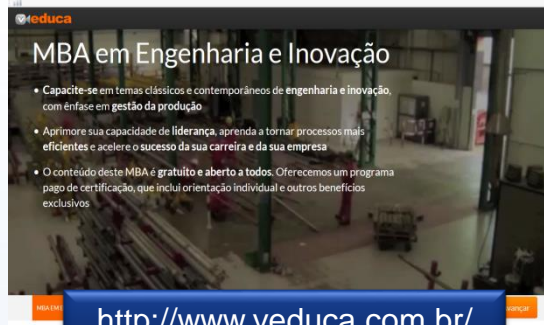 veduca
MBA em Engenharia e Inovação
• Capacite-se em temas clássicos e contemporâneos de engenharia e inovação,
com ênfase em gestão da produção
• Aprimore sua capacidade de liderança, aprenda a tornar processos mais
eficientes e acelere o sucesso da sua carreira e da sua empresa
• O conteúdo deste MBA é gratuito e aberto a todos. Oferecemos um programa
pago de certificação, que inclui orientação individual e outros benefícios
exclusivos
MBA EM
http://www.veduca.com.br/